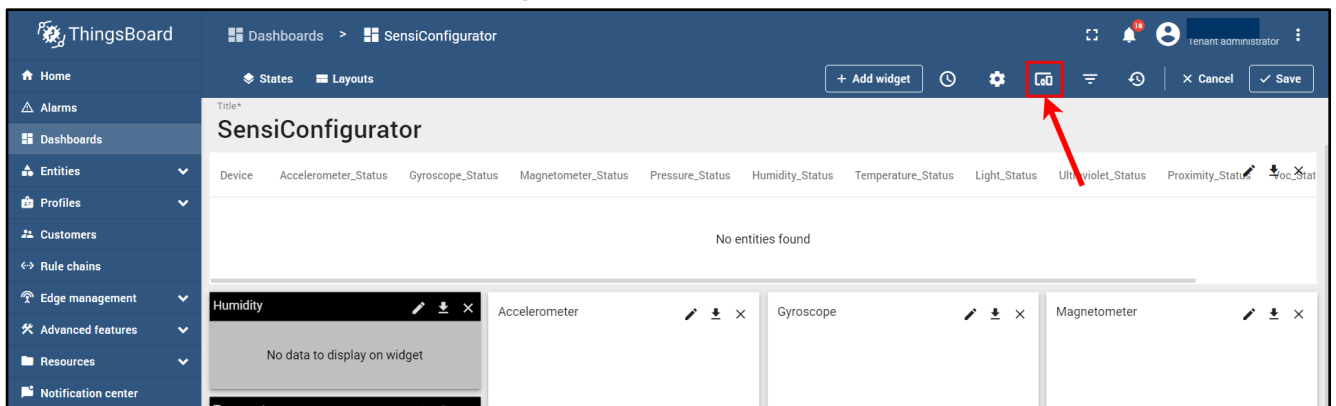 ThingsBoard
Dashboards > SensiConfigurator
18
Tenant administrator
Home
States
Layouts
+ Add widget
× Cancel
Save
Alarms
Title*
SensiConfigurator
Dashboards
Entities
Device Accelerometer_Status Gyroscope_Status Magnetometer_Status Pressure_Status Humidity_Status Temperature_Status Light_Status Ultraviolet_Status Proximity_Status Voc_Stat
Profiles
Customers
No entities found
Rule chains
Edge management
Humidity
Accelerometer
Gyroscope
Magnetometer
Advanced features
No data to display on widget
Resources
Notification center